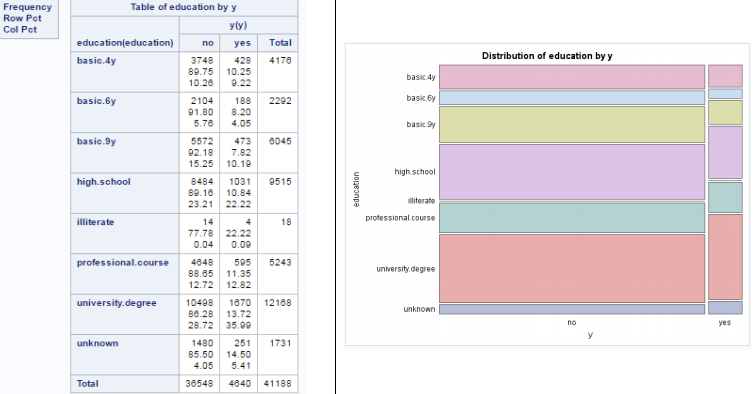 Frequency
Row Pct
Col Pct
Table of education by y
y(y)
education(education) no yes Total
basic.4y 3748 428 4176
89.75 10.25
10.26 9.22
basic.6y 2104 188 2292
91.80 8.20
5.76 4.05
basic.9y 5572 473 6045
92.18 7.82
15.25 10.19
high.school 8484 1031 9515
89.16 10.84
23.21 22.22
illiterate 14 4 18
77.78 22.22
0.04 0.09
professional.course 4648 595 5243
88.65 11.35
12.72 12.82
university.degree 10498 1670 12168
86.28 13.72
28.72 35.99
unknown 1480 251 1731
85.50 14.50
4.05 5.41
Total 36548 4640 41188
Distribution of education by y
education
basic.4y
basic.6y
basic.9y
high.school
illiterate
professional.course
university.degree
unknown
no yes
y